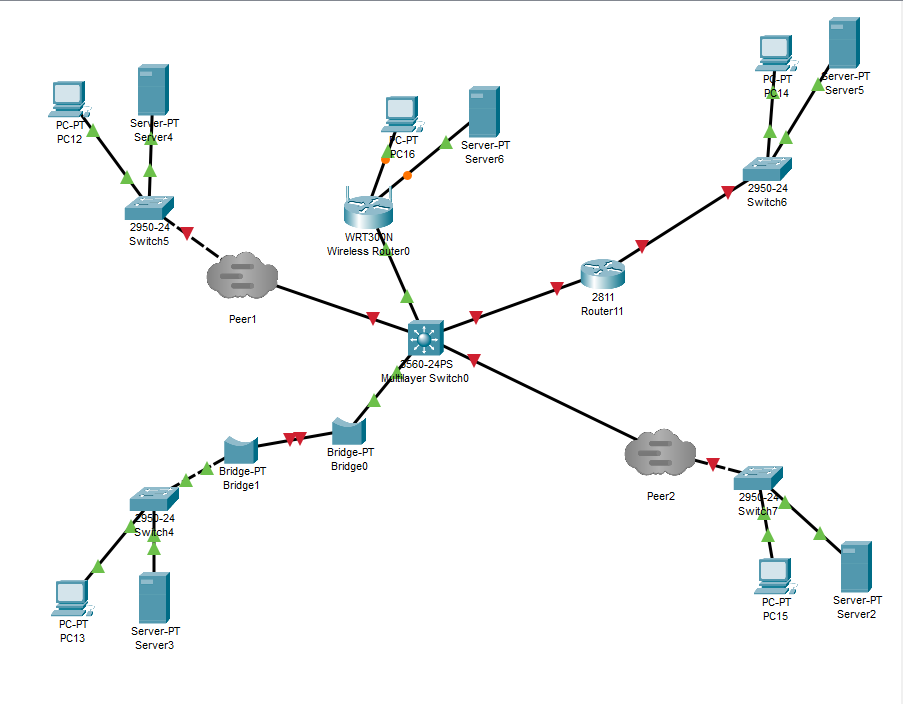 PC-PT
PC12
Server-PT
Server4
2950-24
Switch5
Peer1
PC-PT
PC16
Server-PT
Server6
WRT300N
Wireless Router0
PC-PT
PC14
Server-PT
Server5
2950-24
Switch6
2811
Router11
3560-24PS
Multilayer Switch0
Bridge-PT
Bridge0
Bridge-PT
Bridge1
2950-24
Switch4
PC-PT
PC13
Server-PT
Server3
Peer2
2950-24
Switch7
PC-PT
PC15
Server-PT
Server2